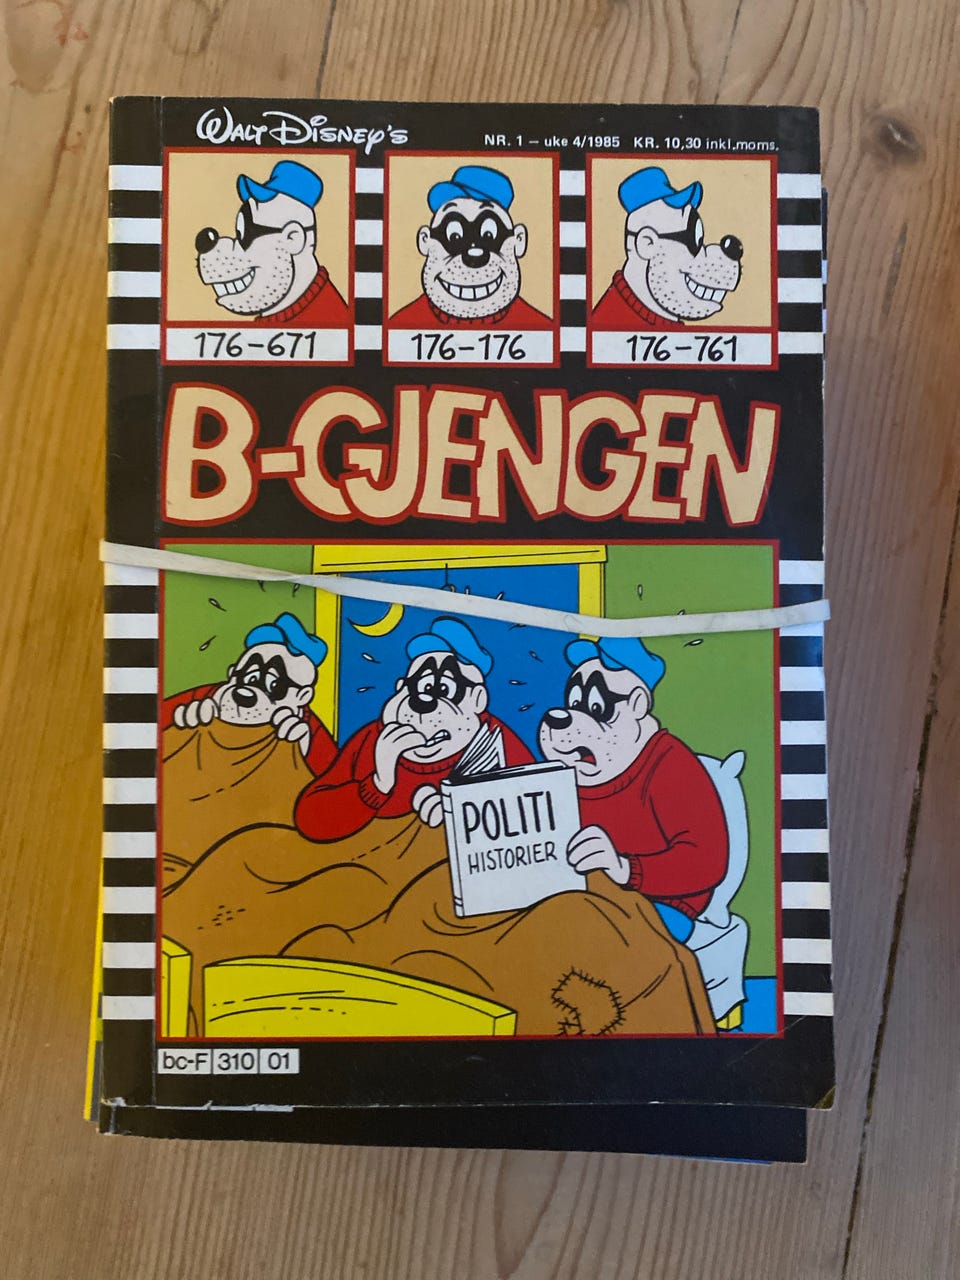 WALT DISNEY'S
NR. 1 – uke 4/1985 KR. 10,30 inkl.moms.
176-671
176-176
176-761
B-GJENGEN
POLITI
HISTORIER
bc-F 310 01